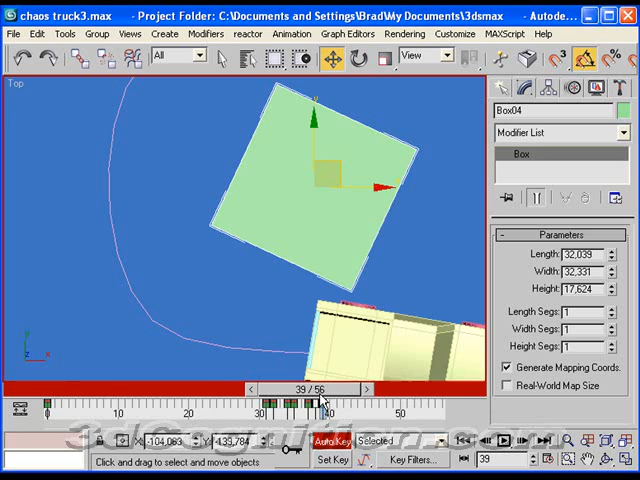 chaos truck3.max - Project Folder: C:\Documents and Settings\Brad\My Documents\3dsmax - Autodes...
File Edit Tools Group Views Create Modifiers reactor Animation Graph Editors Rendering Customize MAXScript Help
All View
Top
Box04
Modifier List
Box
Parameters
Length: 32,039
Width: 32,331
Height: 17,624
Length Segs: 1
Width Segs: 1
Height Segs: 1
Generate Mapping Coords.
Real-World Map Size
y
x
y
z x
39 / 56
0 10 20 30 40 50
X: -104,063 Y: -133,784 Auto Key Selected
Click and drag to select and move objects Set Key Key Filters... 39
3dCognition.com